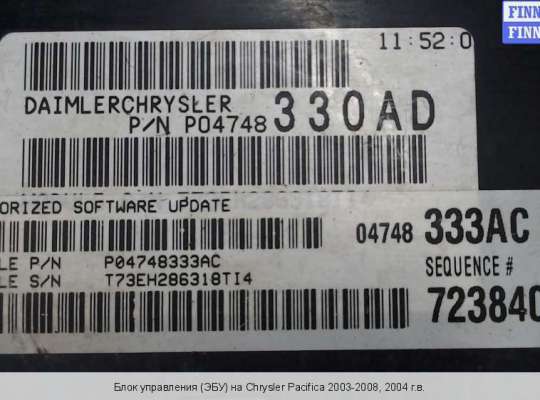 FINN
FINN
11:52:0
DAIMLERCHRYSLER
P/N P04748 330AD
ORIZED SOFTWARE UPDATE
04748 333AC
LE P/N P04748333AC
SEQUENCE #
LE S/N T73EH286318TI4
723840
Блок управления (ЭБУ) на Chrysler Pacifica 2003-2008, 2004 г.в.